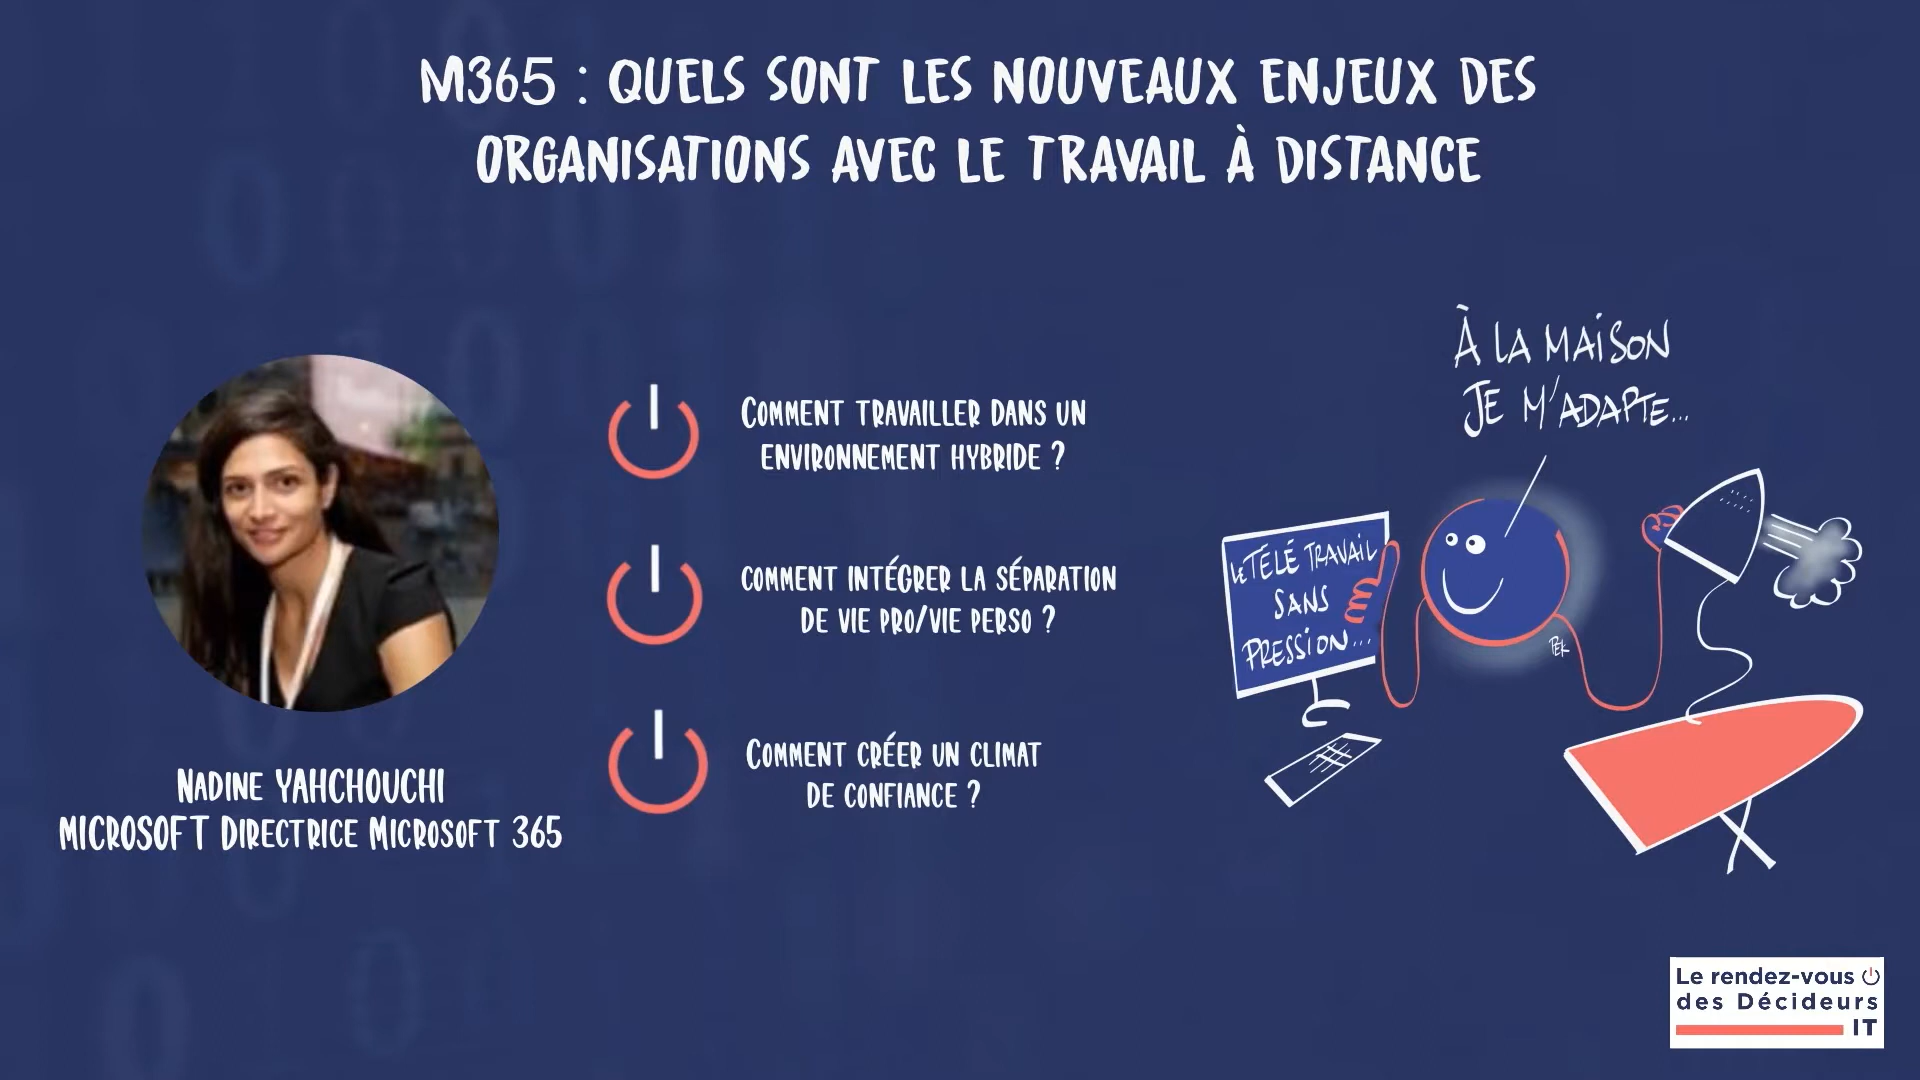 M365 : QUELS SONT LES NOUVEAUX ENJEUX DES
ORGANISATIONS AVEC LE TRAVAIL À DISTANCE
À LA MAISON
JE M'ADAPTE...
COMMENT TRAVAILLER DANS UN
ENVIRONNEMENT HYBRIDE ?
COMMENT INTÉGRER LA SÉPARATION
DE VIE PRO/VIE PERSO ?
COMMENT CRÉER UN CLIMAT
DE CONFIANCE ?
LE TÉLÉ TRAVAIL
SANS
PRESSION...
PEK
NADINE YAHCHOUCHI
MICROSOFT DIRECTRICE MICROSOFT 365
Le rendez-vous
des Décideurs
IT